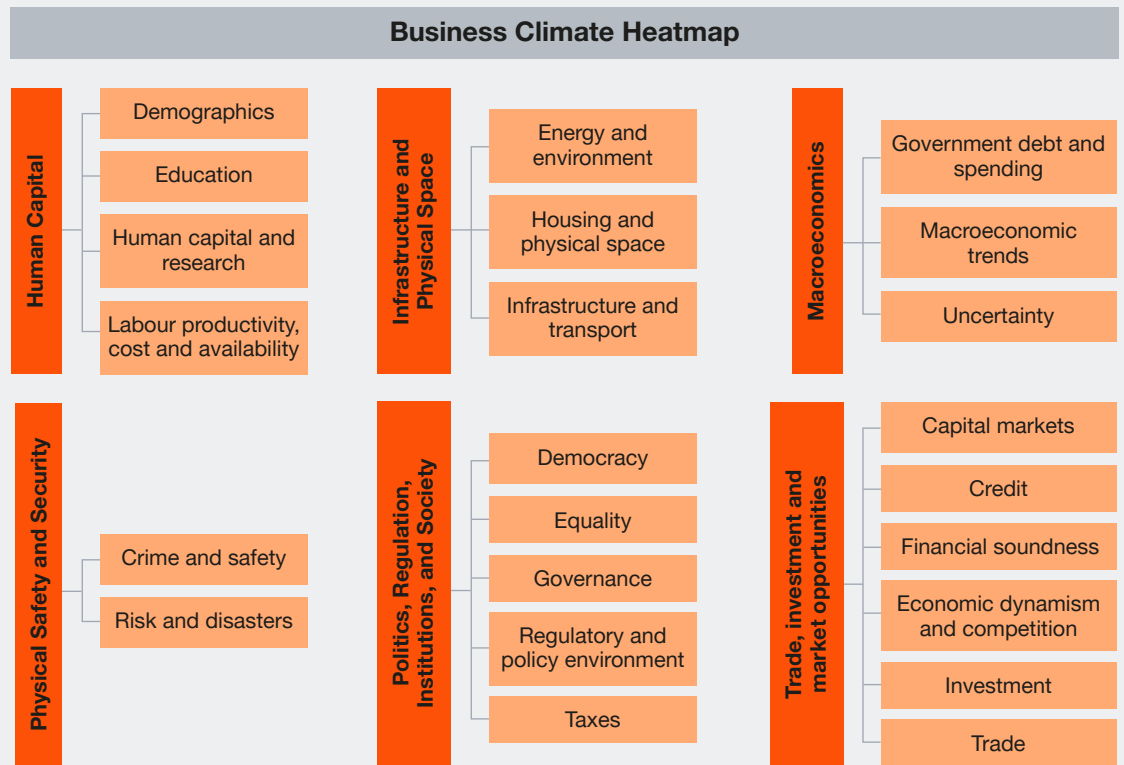 Business Climate Heatmap
Human Capital
Demographics
Education
Human capital and
research
Labour productivity,
cost and availability
Infrastructure and
Physical Space
Energy and
environment
Housing and
physical space
Infrastructure and
transport
Macroeconomics
Government debt and
spending
Macroeconomic
trends
Uncertainty
Physical Safety and Security
Crime and safety
Risk and disasters
Politics, Regulation,
Institutions, and Society
Democracy
Equality
Governance
Regulatory and
policy environment
Taxes
Trade, investment and
market opportunities
Capital markets
Credit
Financial soundness
Economic dynamism
and competition
Investment
Trade